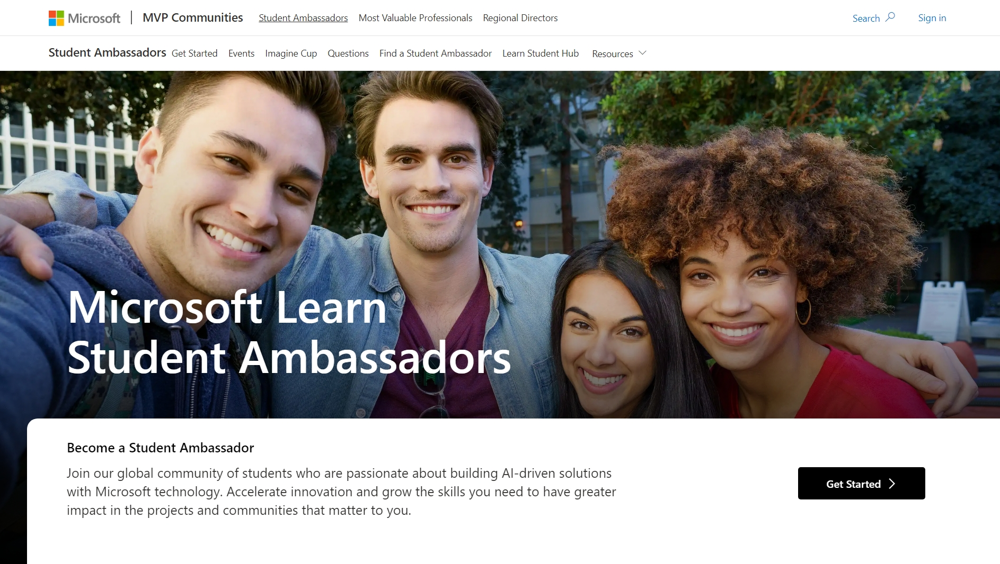 Microsoft | MVP Communities Student Ambassadors Most Valuable Professionals Regional Directors Search Sign in
Student Ambassadors Get Started Events Imagine Cup Questions Find a Student Ambassador Learn Student Hub Resources
Microsoft Learn
Student Ambassadors
Become a Student Ambassador
Join our global community of students who are passionate about building AI-driven solutions
with Microsoft technology. Accelerate innovation and grow the skills you need to have greater
impact in the projects and communities that matter to you.
Get Started